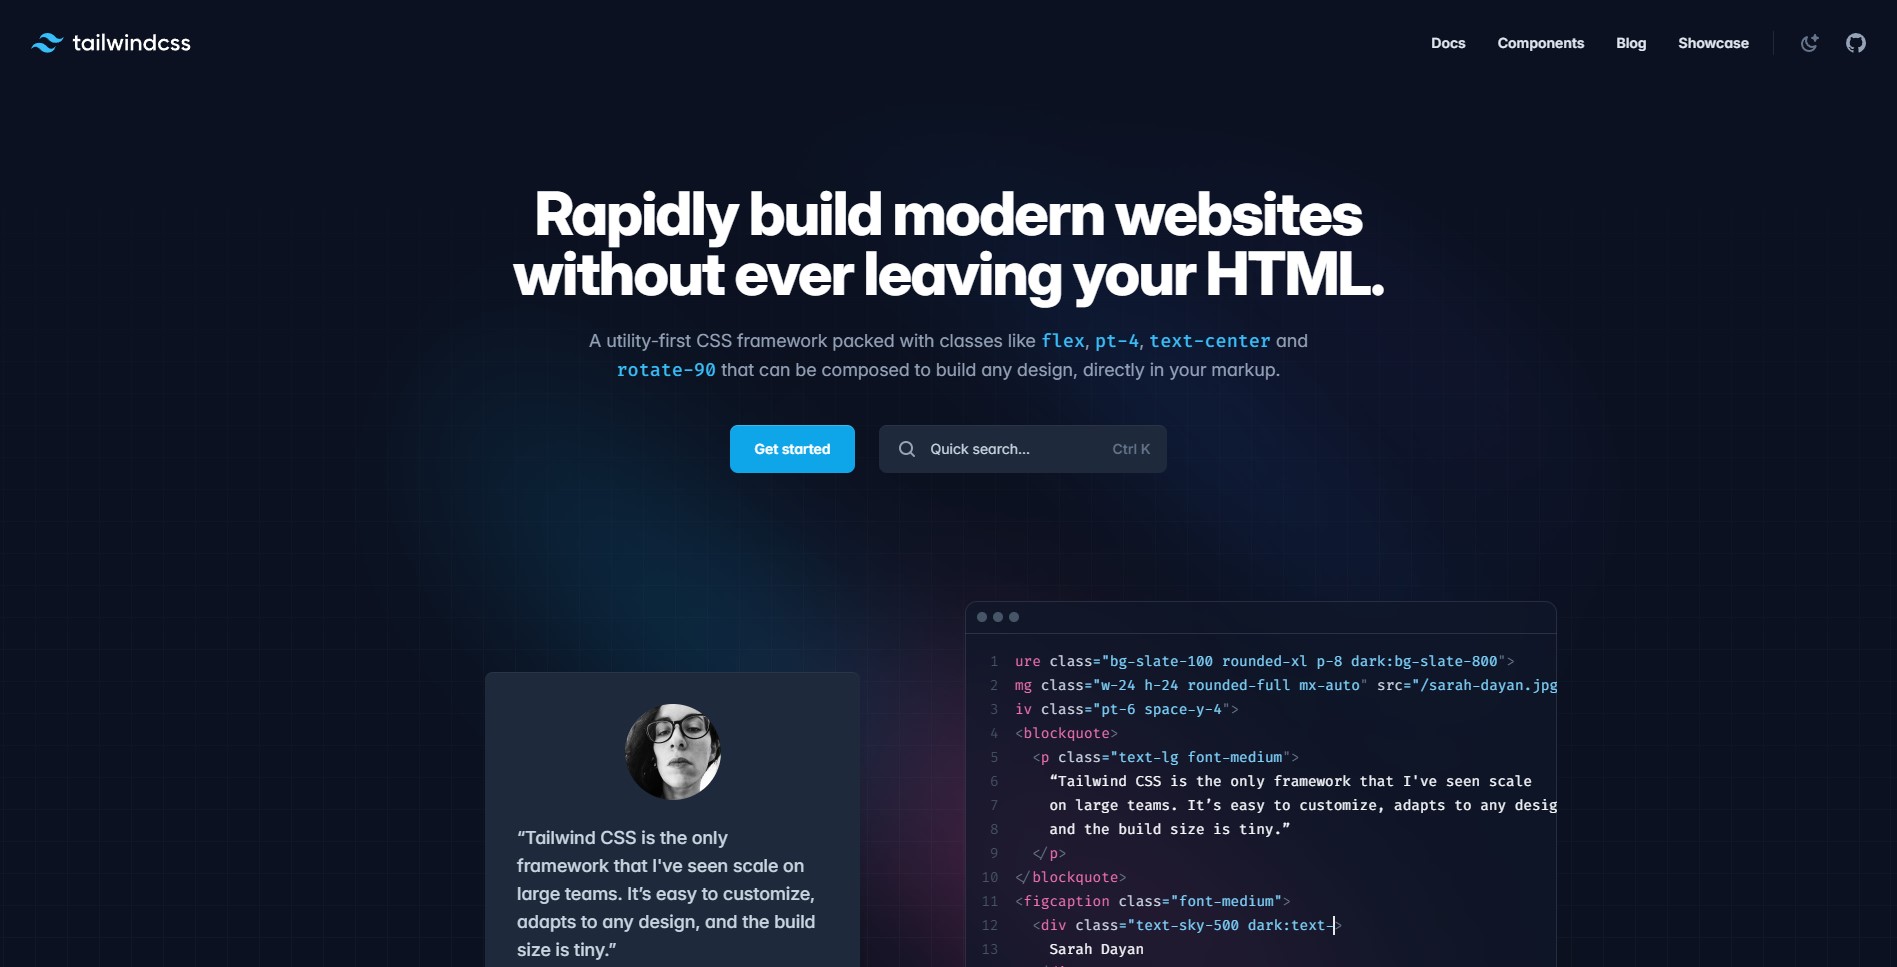 tailwindcss
Docs Components Blog Showcase
Rapidly build modern websites
without ever leaving your HTML.
A utility-first CSS framework packed with classes like flex, pt-4, text-center and
rotate-90 that can be composed to build any design, directly in your markup.
Get started
Quick search... Ctrl K
“Tailwind CSS is the only
framework that I've seen scale on
large teams. It’s easy to customize,
adapts to any design, and the build
size is tiny.”
1 ure class="bg-slate-100 rounded-xl p-8 dark:bg-slate-800">
2 mg class="w-24 h-24 rounded-full mx-auto" src="/sarah-dayan.jpg
3 iv class="pt-6 space-y-4">
4 <blockquote>
5 <p class="text-lg font-medium">
6 “Tailwind CSS is the only framework that I've seen scale
7 on large teams. It’s easy to customize, adapts to any desig
8 and the build size is tiny.”
9 </p>
10 </blockquote>
11 <figcaption class="font-medium">
12 <div class="text-sky-500 dark:text->
13 Sarah Dayan